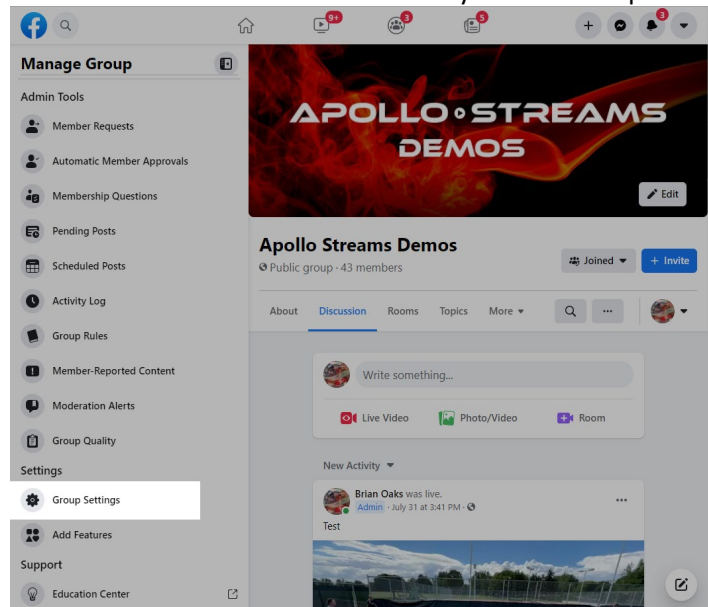 9+
3
5
3
Manage Group
Admin Tools
Member Requests
Automatic Member Approvals
Membership Questions
Pending Posts
Scheduled Posts
Activity Log
Group Rules
Member-Reported Content
Moderation Alerts
Group Quality
Settings
Group Settings
Add Features
Support
Education Center
APOLLO STREAMS
DEMOS
Edit
Apollo Streams Demos
Public group · 43 members
Joined
+ Invite
About Discussion Rooms Topics More
Write something...
Live Video Photo/Video Room
New Activity
Brian Oaks was live.
Admin · July 31 at 3:41 PM ·
Test